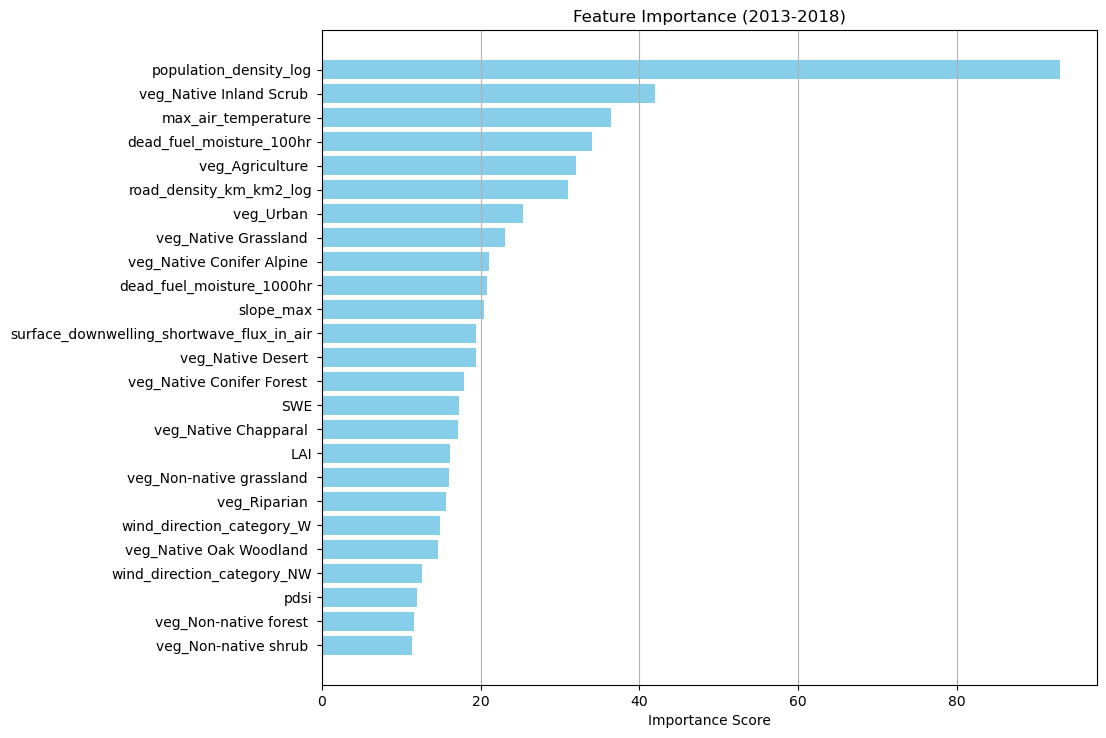 Feature Importance (2013-2018)
population_density_log
veg_Native Inland Scrub
max_air_temperature
dead_fuel_moisture_100hr
veg_Agriculture
road_density_km_km2_log
veg_Urban
veg_Native Grassland
veg_Native Conifer Alpine
dead_fuel_moisture_1000hr
slope_max
surface_downwelling_shortwave_flux_in_air
veg_Native Desert
veg_Native Conifer Forest
SWE
veg_Native Chapparal
LAI
veg_Non-native grassland
veg_Riparian
wind_direction_category_W
veg_Native Oak Woodland
wind_direction_category_NW
pdsi
veg_Non-native forest
veg_Non-native shrub
0 20 40 60 80
Importance Score